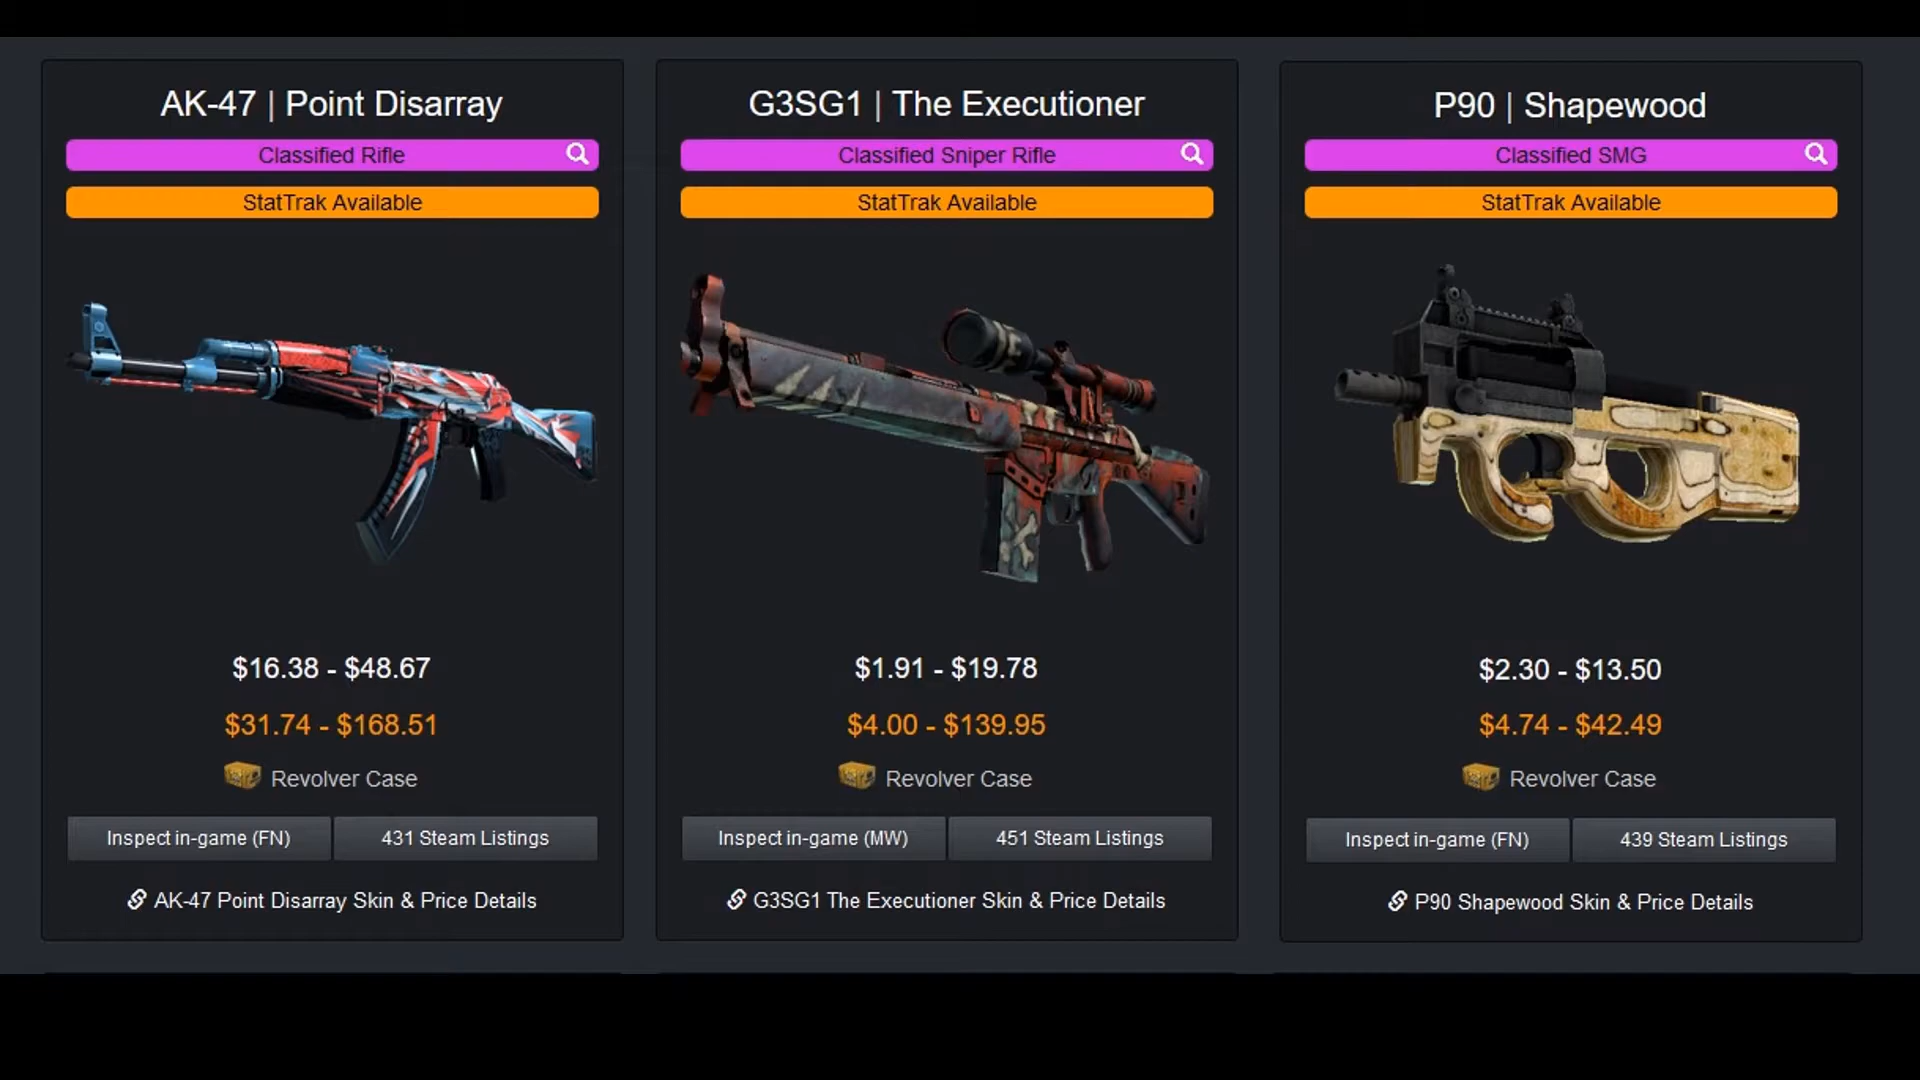 AK-47 | Point Disarray
Classified Rifle
StatTrak Available
$16.38 - $48.67
$31.74 - $168.51
Revolver Case
Inspect in-game (FN)
431 Steam Listings
AK-47 Point Disarray Skin & Price Details
G3SG1 | The Executioner
Classified Sniper Rifle
StatTrak Available
$1.91 - $19.78
$4.00 - $139.95
Revolver Case
Inspect in-game (MW)
451 Steam Listings
G3SG1 The Executioner Skin & Price Details
P90 | Shapewood
Classified SMG
StatTrak Available
$2.30 - $13.50
$4.74 - $42.49
Revolver Case
Inspect in-game (FN)
439 Steam Listings
P90 Shapewood Skin & Price Details